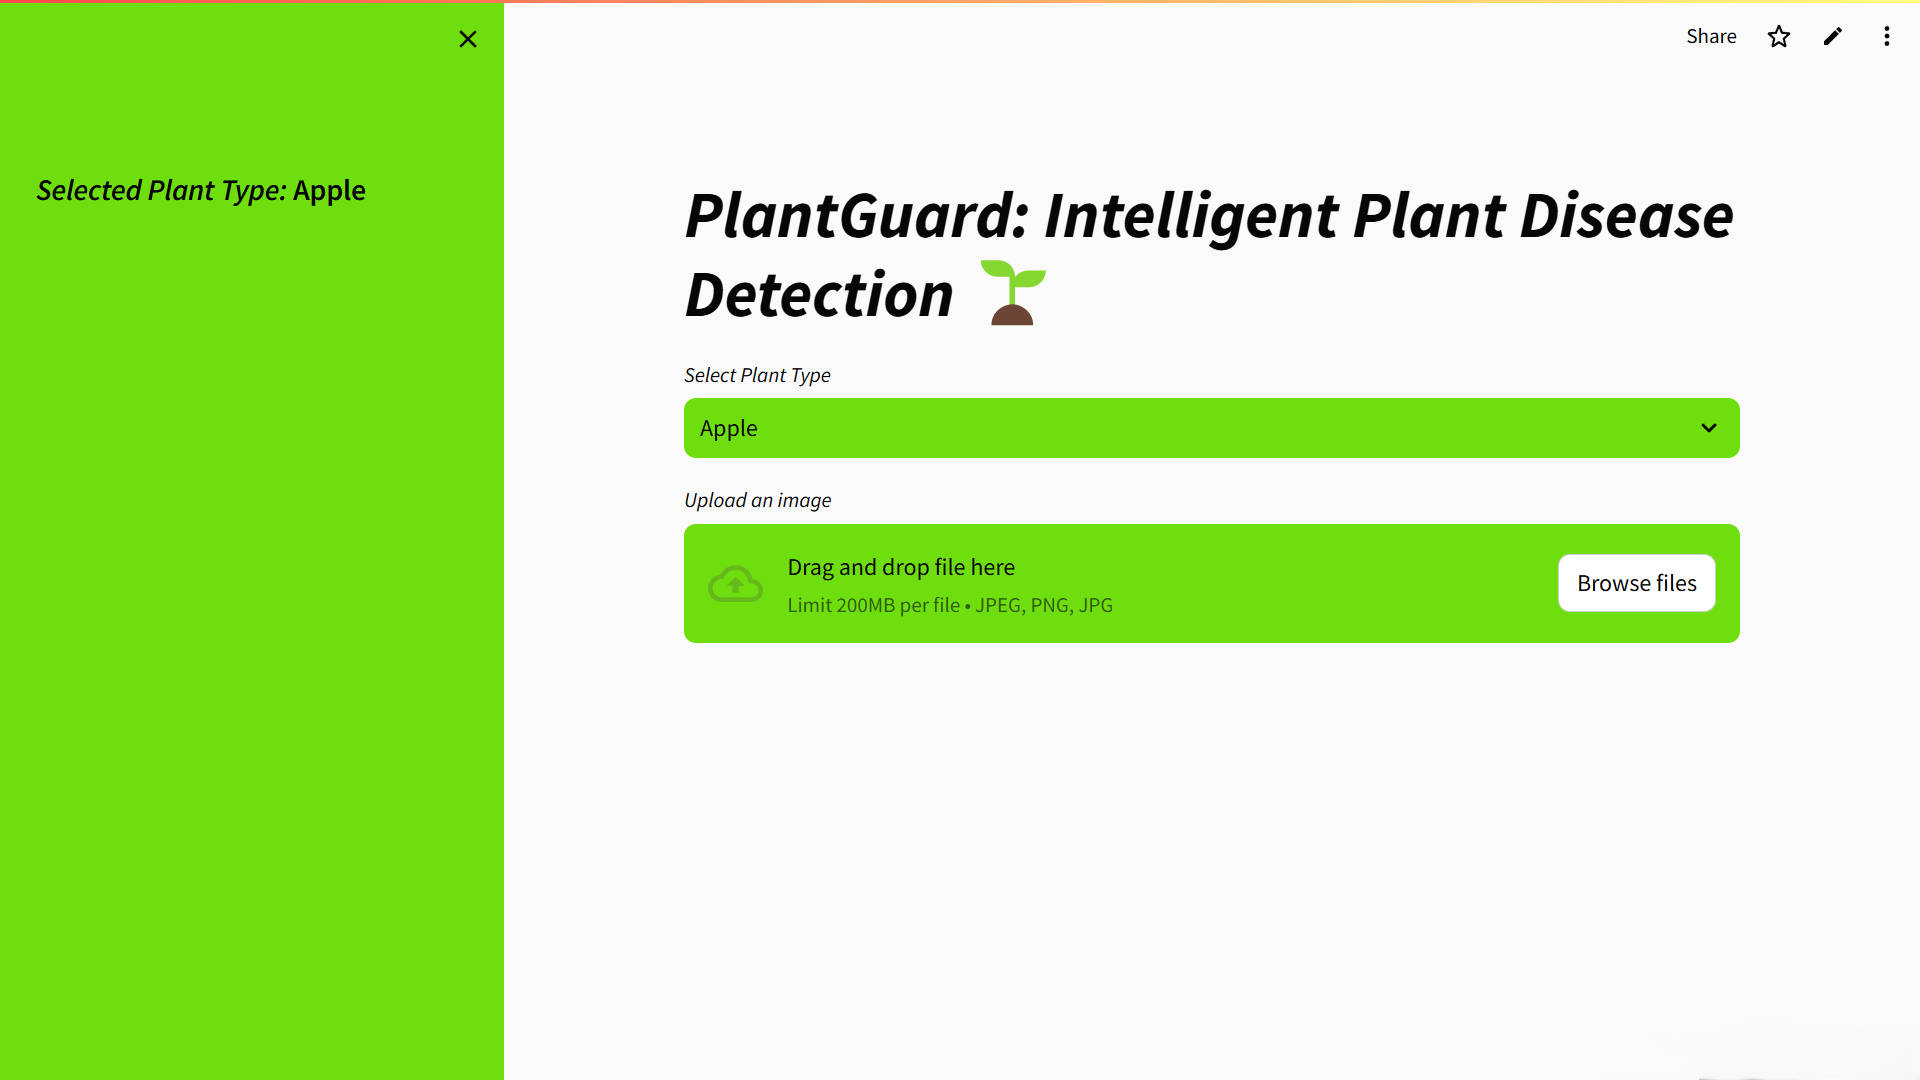 Share
Selected Plant Type: Apple
PlantGuard: Intelligent Plant Disease
Detection
Select Plant Type
Apple
Upload an image
Drag and drop file here
Limit 200MB per file • JPEG, PNG, JPG
Browse files